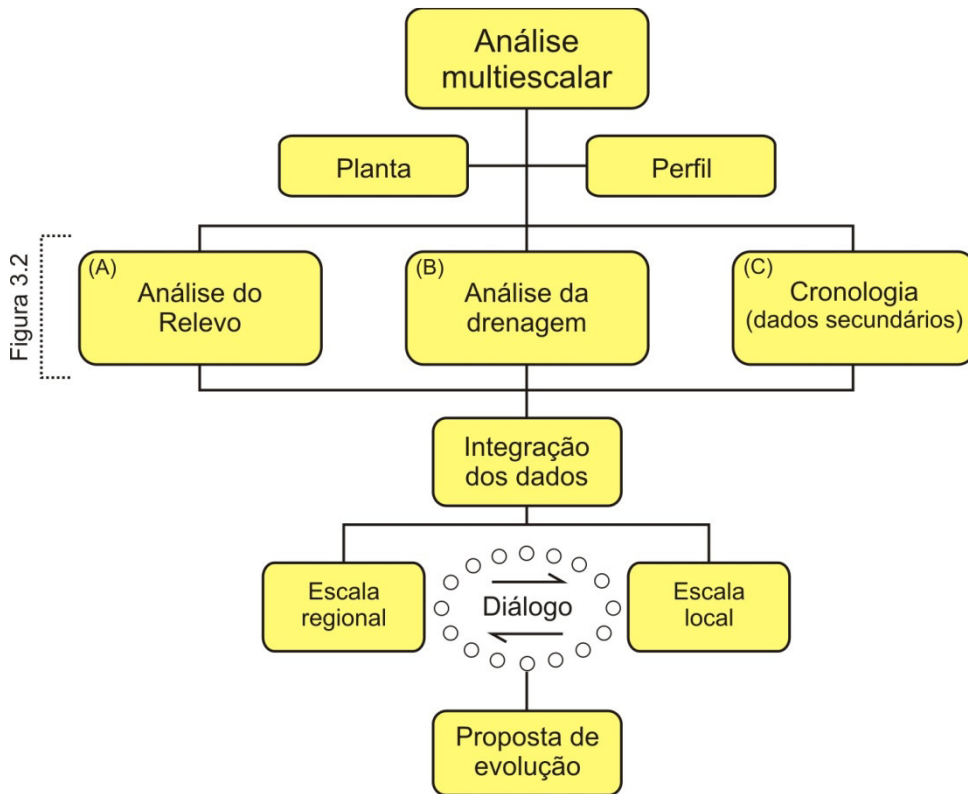 Análise
multiescalar
Planta
Perfil
Figura 3.2
(A)
Análise do
Relevo
(B)
Análise da
drenagem
(C)
Cronologia
(dados secundários)
Integração
dos dados
Escala
regional
Diálogo
Escala
local
Proposta de
evolução